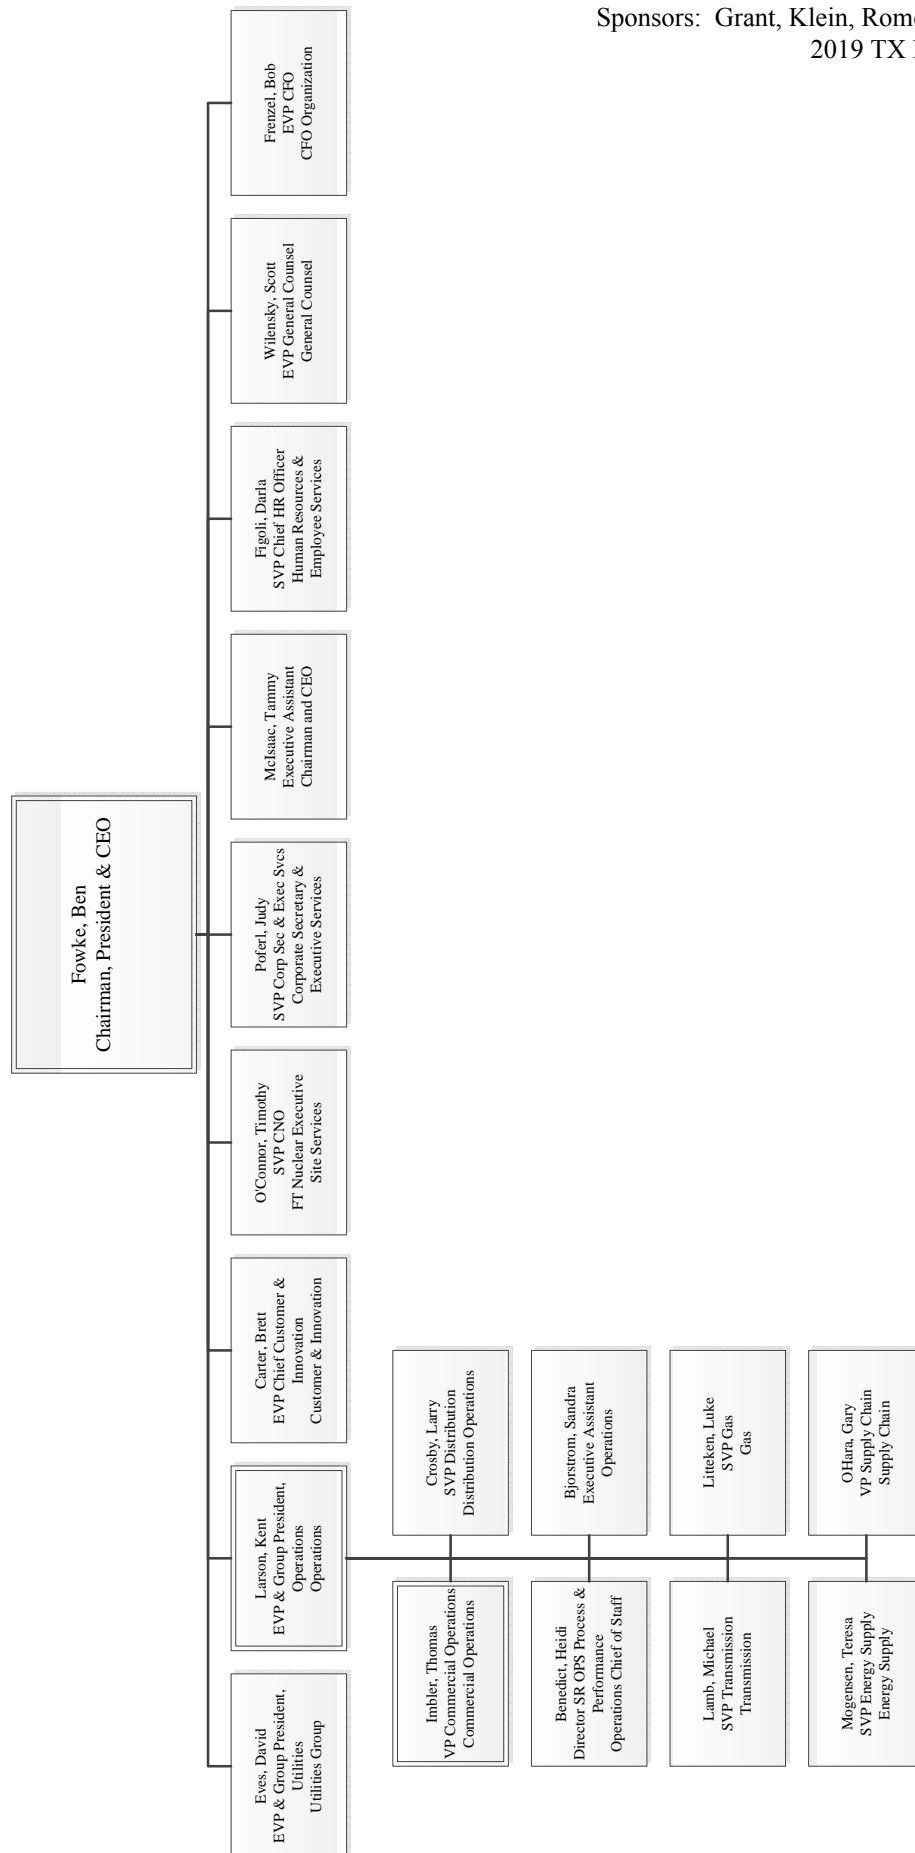 Sponsors: Grant, Klein, Rom
2019 TX
Fowke, Ben
Chairman, President & CEO
Eves, David
EVP & Group President,
Utilities
Utilities Group
Larson, Kent
EVP & Group President,
Operations
Operations
Carter, Brett
EVP Chief Customer &
Innovation
Customer & Innovation
O'Connor, Timothy
SVP CNO
FT Nuclear Executive
Site Services
Poferl, Judy
SVP Corp Sec & Exec Svcs
Corporate Secretary &
Executive Services
McIsaac, Tammy
Executive Assistant
Chairman and CEO
Figoli, Darla
SVP Chief HR Officer
Human Resources &
Employee Services
Wilensky, Scott
EVP General Counsel
General Counsel
Frenzel, Bob
EVP CFO
CFO Organization
Imbler, Thomas
VP Commercial Operations
Commercial Operations
Crosby, Larry
SVP Distribution
Distribution Operations
Benedict, Heidi
Director SR OPS Process &
Performance
Operations Chief of Staff
Bjorstrom, Sandra
Executive Assistant
Operations
Lamb, Michael
SVP Transmission
Transmission
Litteken, Luke
SVP Gas
Gas
Mogensen, Teresa
SVP Energy Supply
Energy Supply
OHara, Gary
VP Supply Chain
Supply Chain